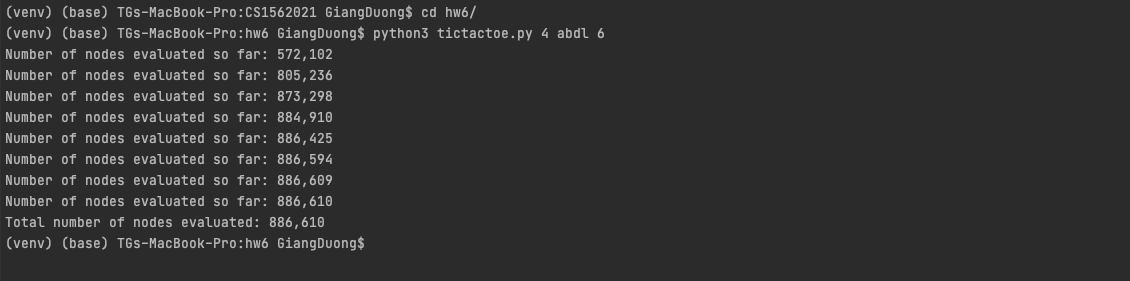 (venv) (base) TGs-MacBook-Pro:CS1562021 GiangDuong$ cd hw6/
(venv) (base) TGs-MacBook-Pro:hw6 GiangDuong$ python3 tictactoe.py 4 abdl 6
Number of nodes evaluated so far: 572,102
Number of nodes evaluated so far: 805,236
Number of nodes evaluated so far: 873,298
Number of nodes evaluated so far: 884,910
Number of nodes evaluated so far: 886,425
Number of nodes evaluated so far: 886,594
Number of nodes evaluated so far: 886,609
Number of nodes evaluated so far: 886,610
Total number of nodes evaluated: 886,610
(venv) (base) TGs-MacBook-Pro:hw6 GiangDuong$